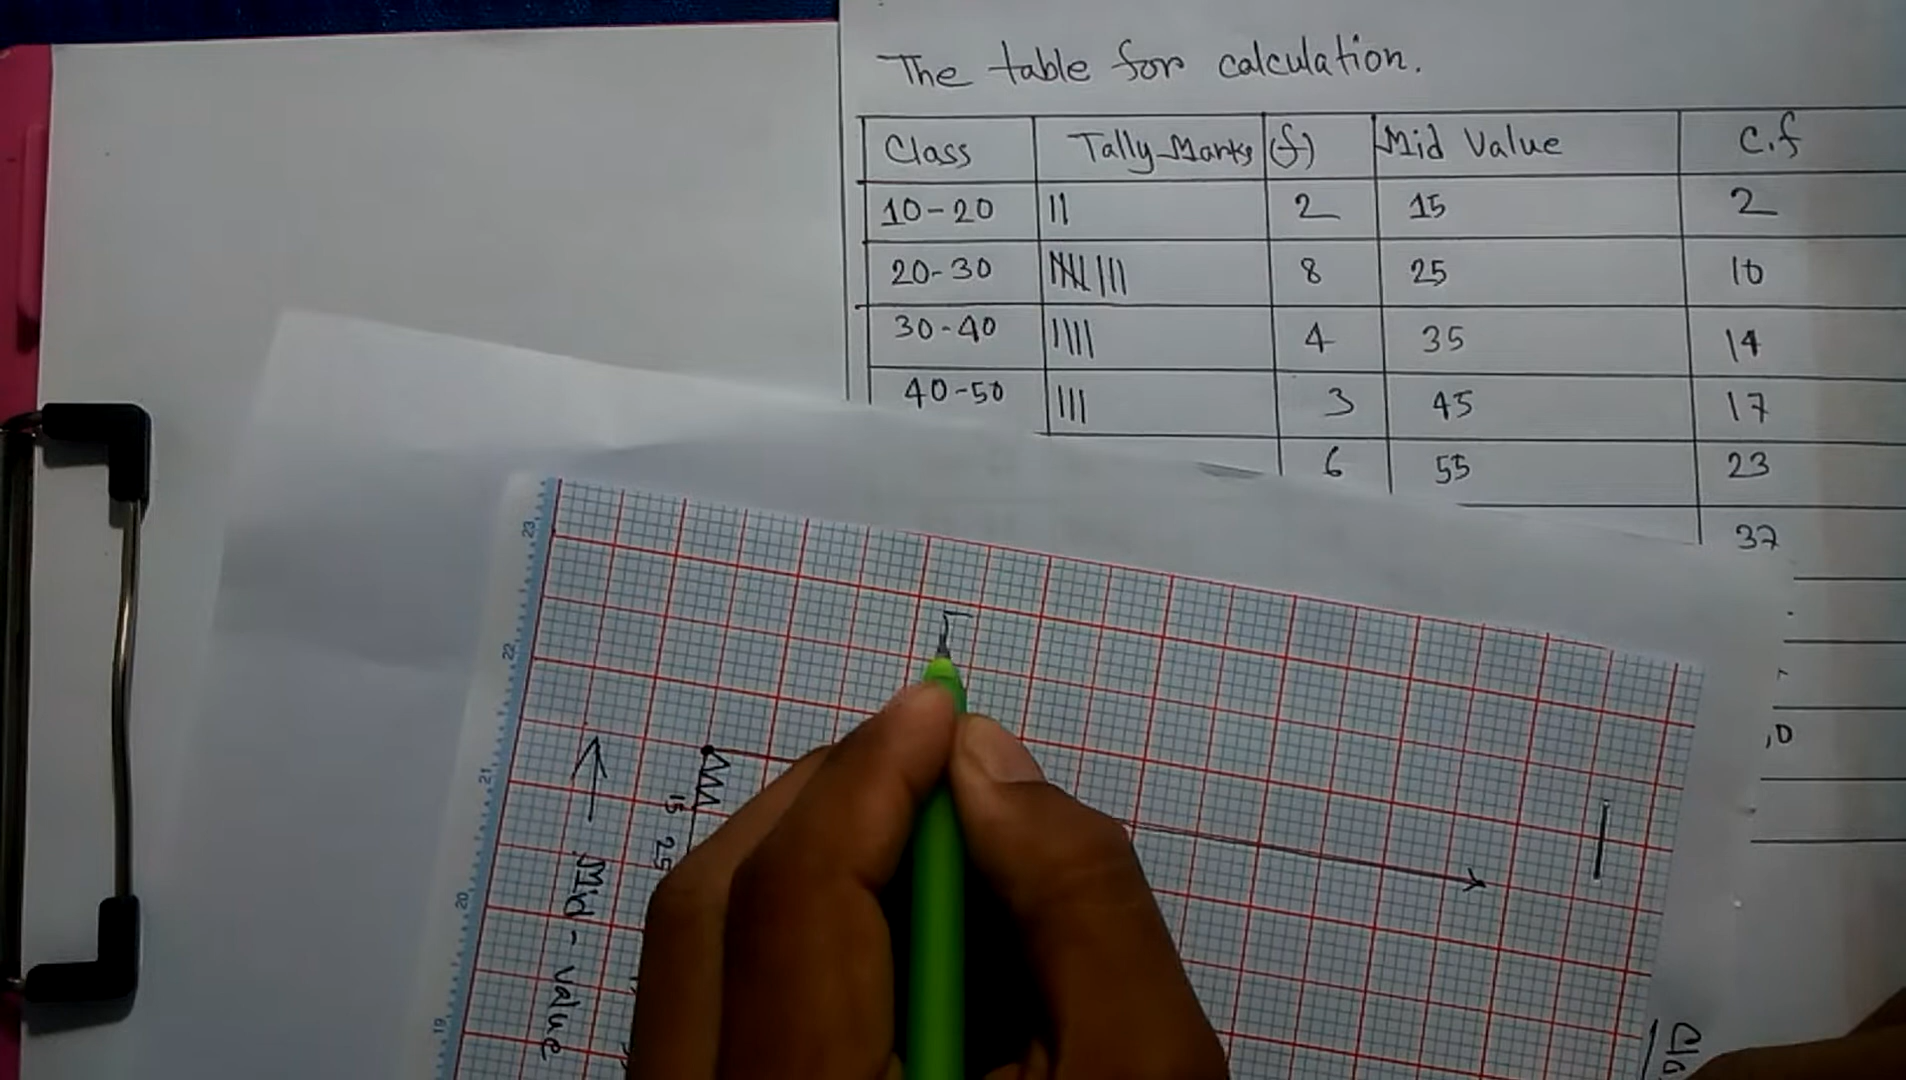 The table for calculation.
Class Tally Marks (f) Mid Value C.f
10-20 || 2 15 2
20-30 |||| ||| 8 25 10
30-40 |||| 4 35 14
40-50 ||| 3 45 17
6 55 23
37
23
22
21
20
19
15 25
Mid-value